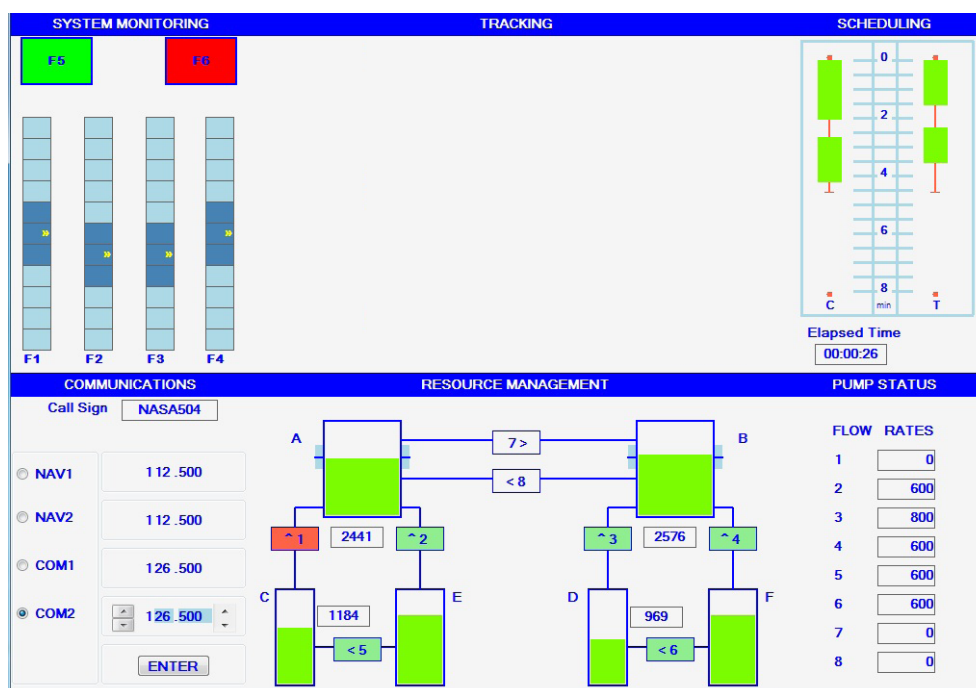 SYSTEM MONITORING
TRACKING
SCHEDULING
F5
F6
»
»
»
»
F1
F2
F3
F4
0
2
4
6
8
C
min
T
Elapsed Time
00:00:26
COMMUNICATIONS
RESOURCE MANAGEMENT
PUMP STATUS
Call Sign NASA504
NAV1 112.500
NAV2 112.500
COM1 126.500
COM2 126.500
ENTER
A
7 >
B
< 8
^ 1
2441
^ 2
^ 3
2576
^ 4
C
1184
E
< 5
D
969
F
< 6
FLOW RATES
1 0
2 600
3 800
4 600
5 600
6 600
7 0
8 0